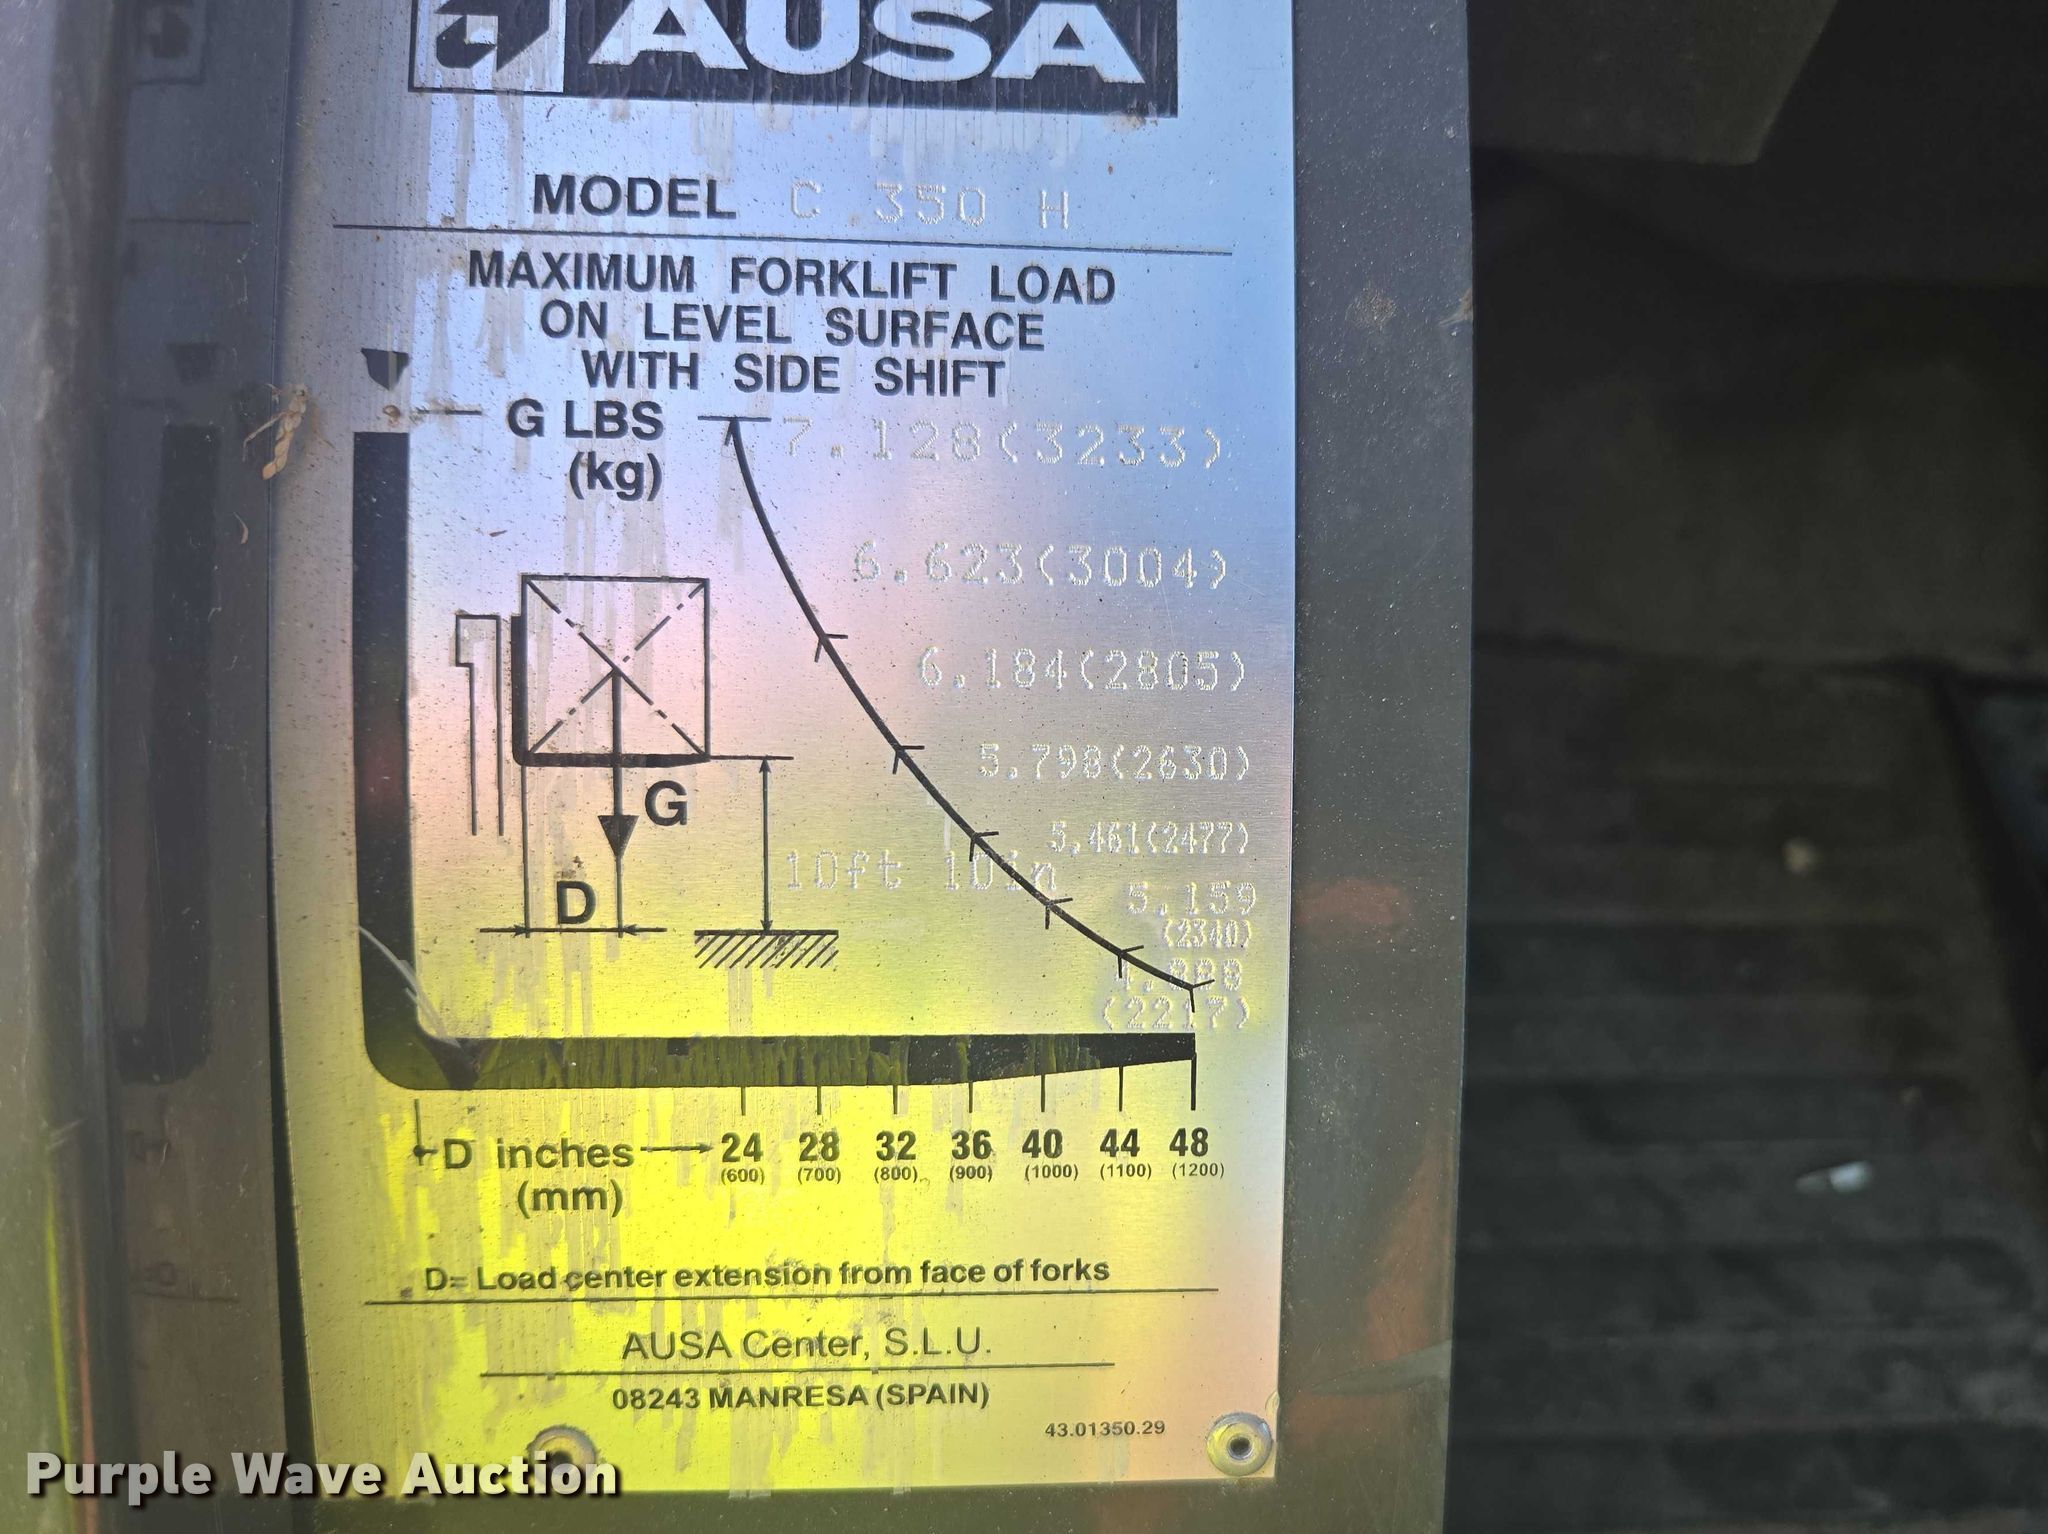 AUSA
MODEL C 350 H
MAXIMUM FORKLIFT LOAD
ON LEVEL SURFACE
WITH SIDE SHIFT
G LBS
(kg)
7.128(3233)
6.623(3004)
6.184(2805)
5.798(2630)
5,461(2477)
5.159
(2340)
(2217)
G
D
10ft 10in
D inches
(mm)
24 28 32 36 40 44 48
(600) (700) (800) (900) (1000) (1100) (1200)
D= Load center extension from face of forks
AUSA Center, S.L.U.
08243 MANRESA (SPAIN)
43.01350.29
Purple Wave Auction